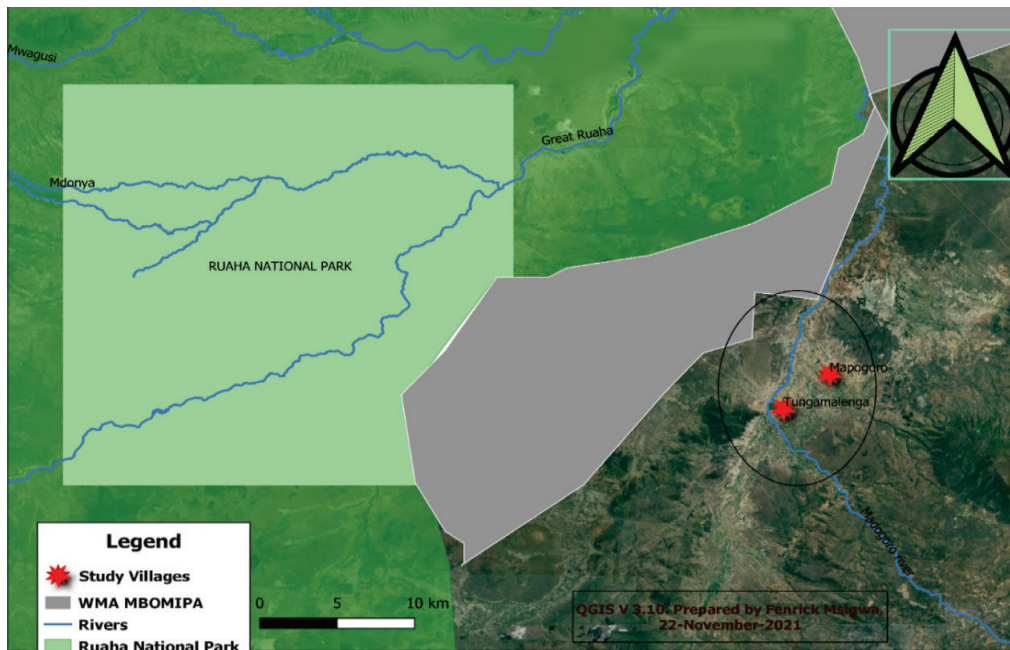 Mwagusi
Great Ruaha
Mdonya
RUAHA NATIONAL PARK
Mapogoro
Tungamalenga
Legend
Study Villages
WMA MBOMIPA
Rivers
Ruaha National Park
0 5 10 km
QGIS V 3.10. Prepared by Fenrick Msigwa,
22-November-2021